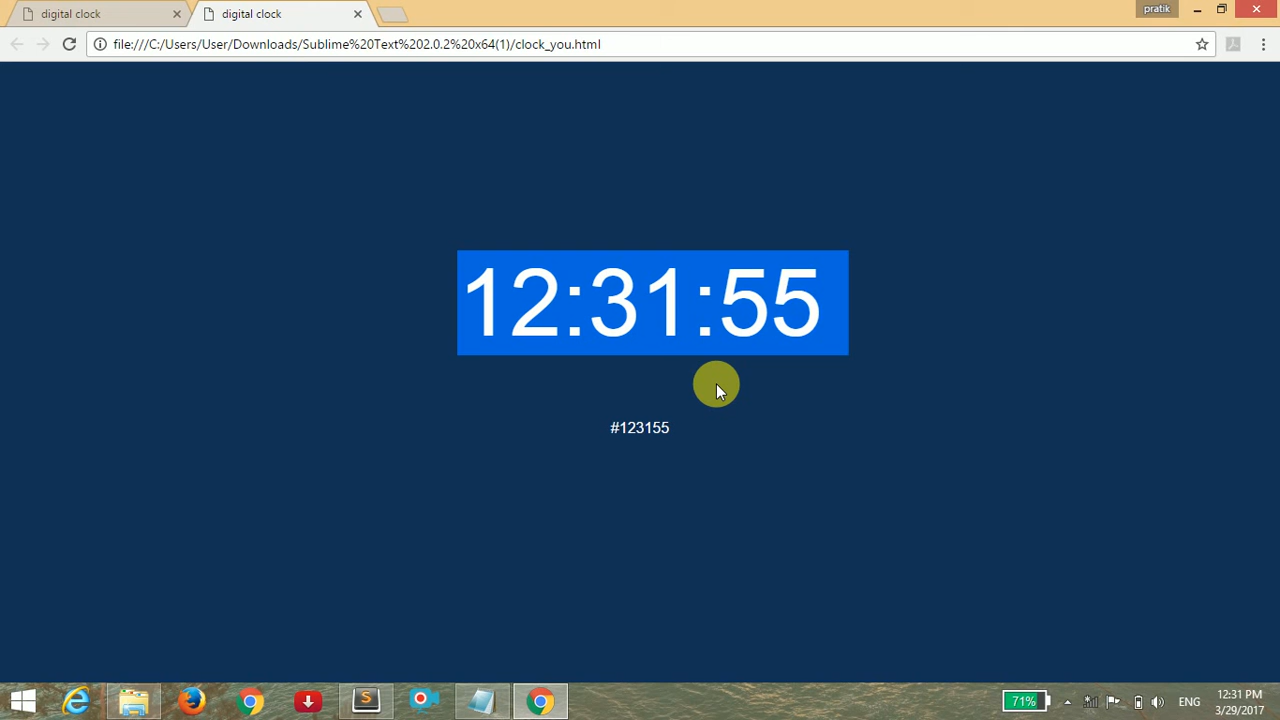 digital clock
digital clock
pratik
file:///C:/Users/User/Downloads/Sublime%20Text%202.0.2%20x64(1)/clock_you.html
12:31:55
#123155
71%
ENG
12:31 PM
3/29/2017